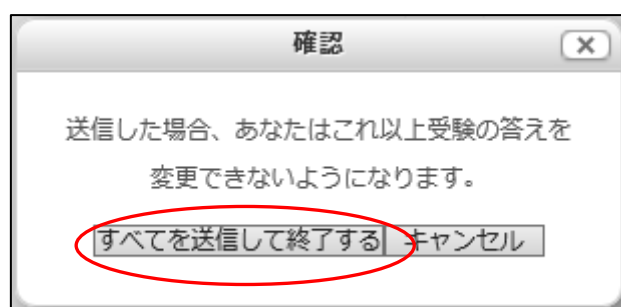 確認
送信した場合、あなたはこれ以上受験の答えを
変更できないようになります。
すべてを送信して終了する キャンセル